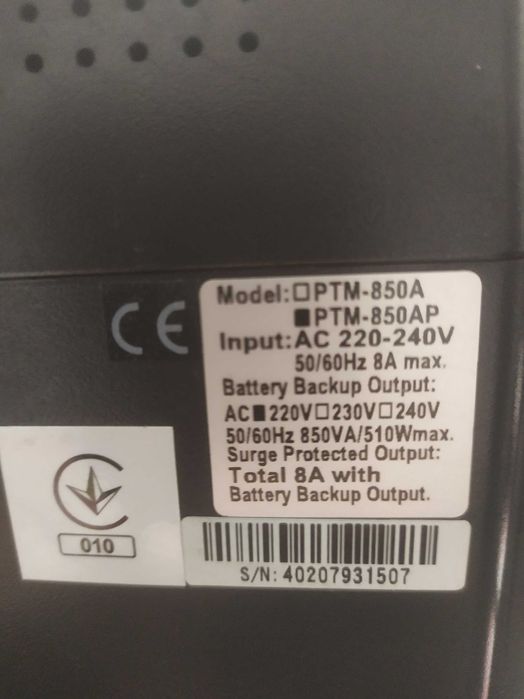 Model:□PTM-850A
■PTM-850AP
Input:AC 220-240V
50/60Hz 8A max.
Battery Backup Output:
AC■220V□230V□240V
50/60Hz 850VA/510Wmax.
Surge Protected Output:
Total 8A with
Battery Backup Output.
CE
010
S/N: 40207931507